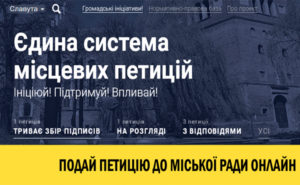 Славута Громадські ініціативи! Нормативно-правова база Про проект
Єдина система
місцевих петицій
Ініціюй! Підтримуй! Впливай!
1 петиція 1 петиція 3 петиції
ТРИВАЄ ЗБІР ПІДПИСІВ НА РОЗГЛЯДІ З ВІДПОВІДЯМИ УСІ
ПОДАЙ ПЕТИЦІЮ ДО МІСЬКОЇ РАДИ ОНЛАЙН